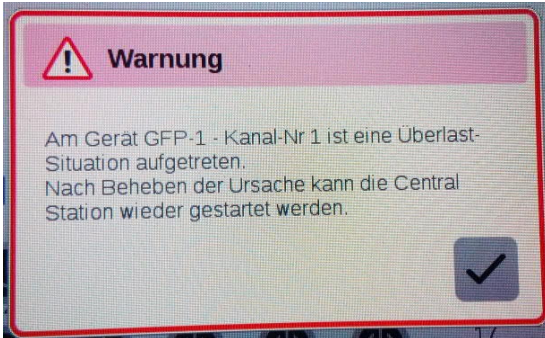 Warnung
Am Gerät GFP-1 - Kanal-Nr 1 ist eine Überlast-
Situation aufgetreten.
Nach Beheben der Ursache kann die Central
Station wieder gestartet werden.
17